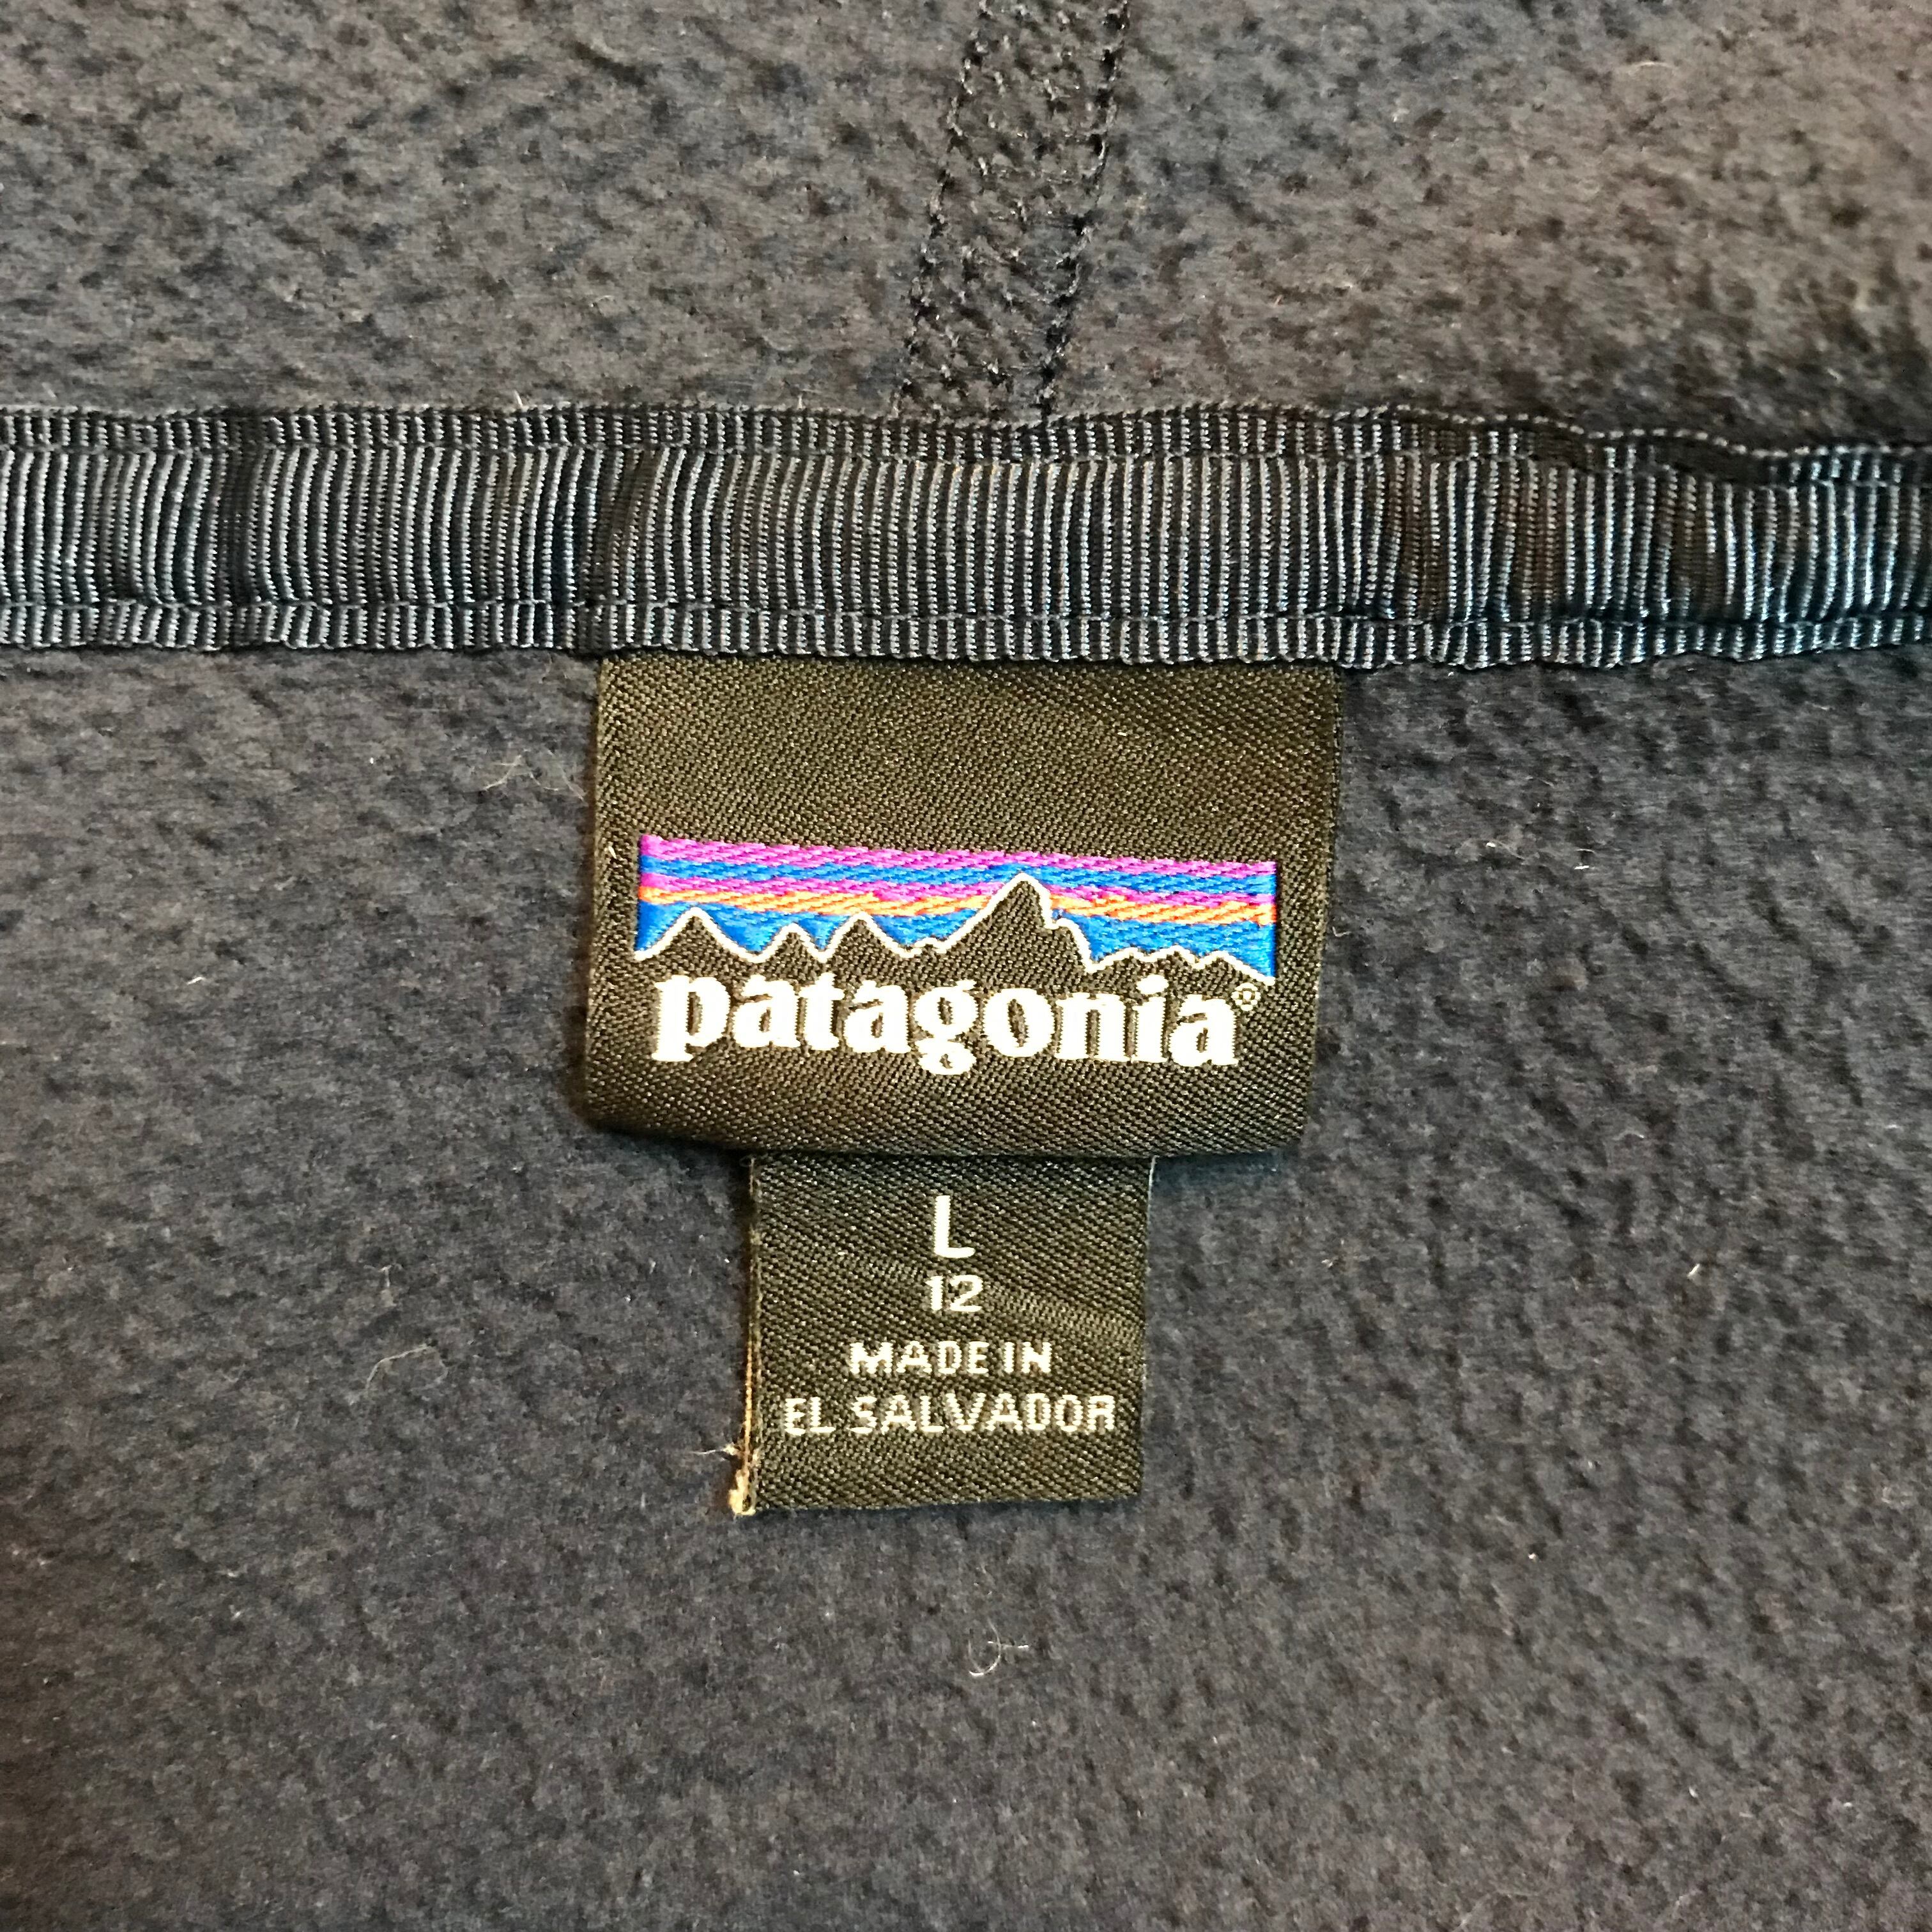 patagonia®
L
12
MADE IN
EL SALVADOR